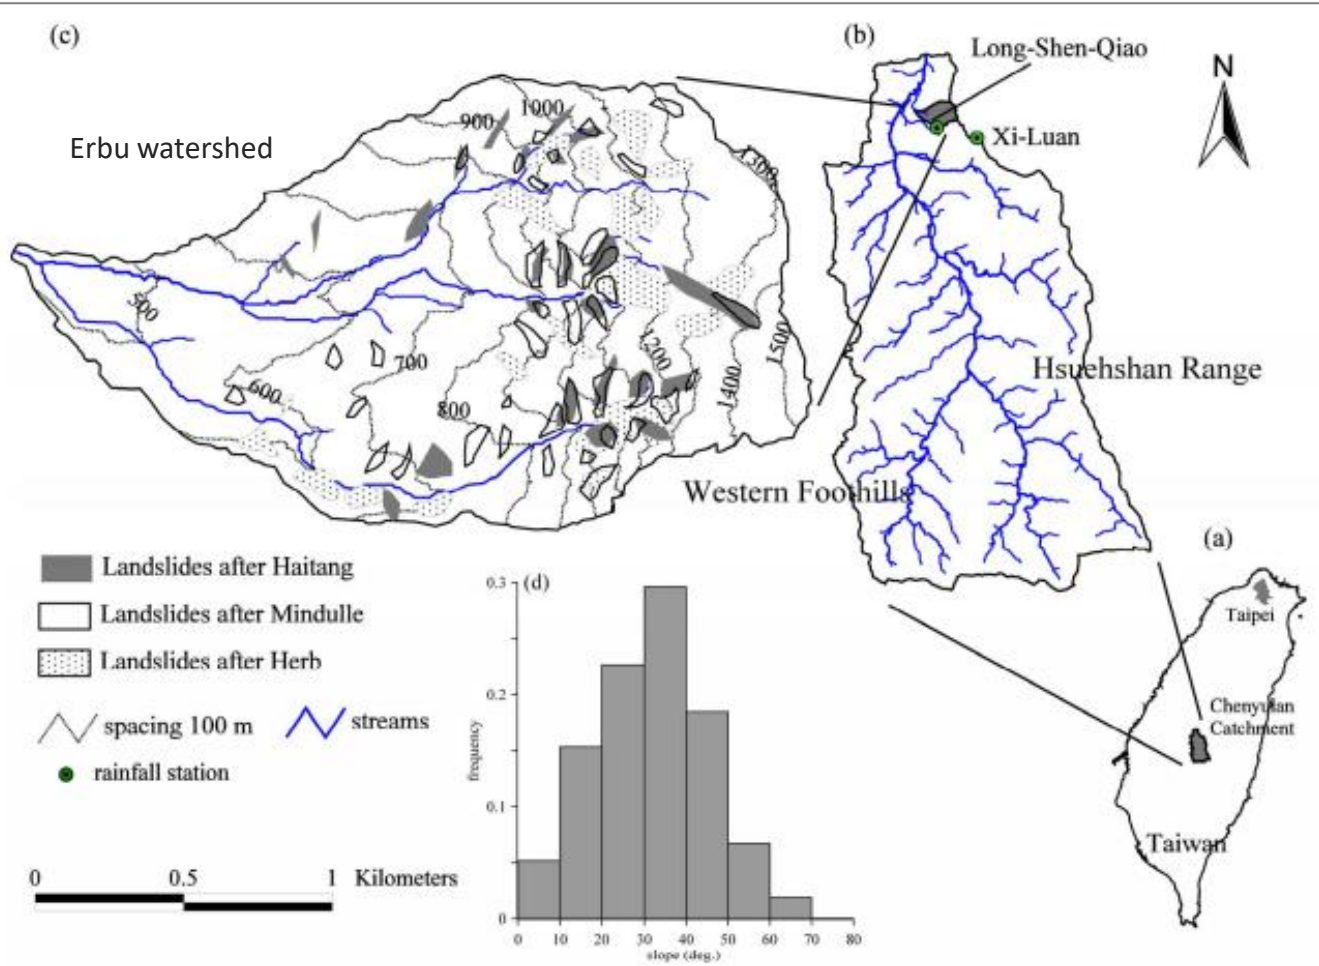 (c)
Erbu watershed
900
1000
1300
500
600
700
800
1200
1400
1500
(b)
Long-Shen-Qiao
Xi-Luan
N
Hsuehshan Range
Western Foothills
(a)
Taipei
Chenyulan
Catchment
Taiwan
Landslides after Haitang
Landslides after Mindulle
Landslides after Herb
spacing 100 m
streams
rainfall station
0 0.5 1 Kilometers
(d)
0.3
0.2
0.1
0
frequency
0 10 20 30 40 50 60 70 80
slope (deg.)